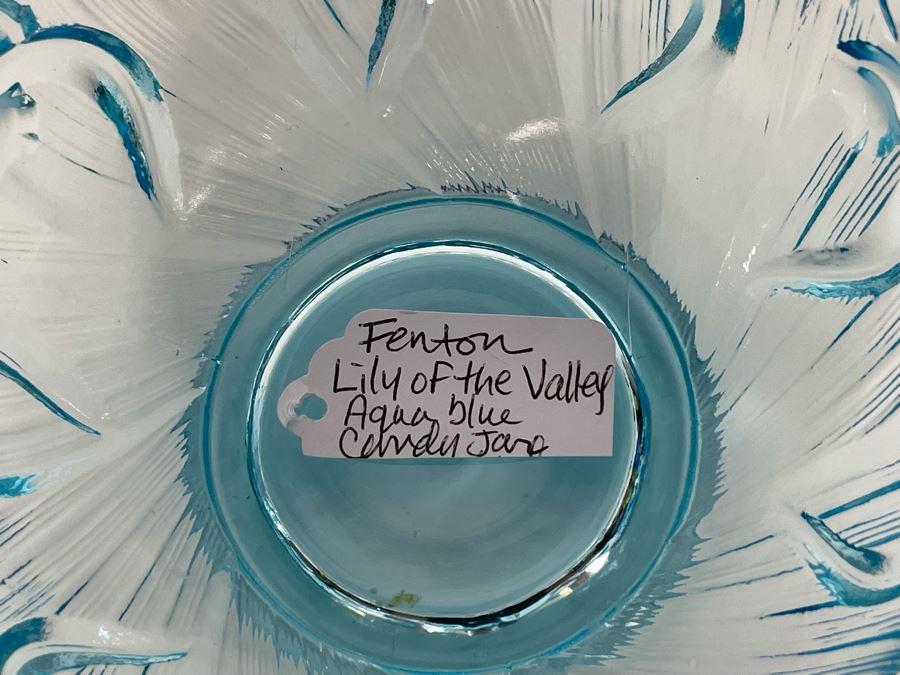 Fenton
Lily of the Valley
Aqua blue
Candy Jar